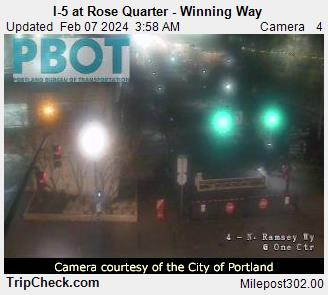 I-5 at Rose Quarter - Winning Way
Updated Feb 07 2024 3:58 AM Camera 4
PBOT
PORTLAND BUREAU OF TRANSPORTATION
4 - N. Ramsey Wy
@ One Ctr
Camera courtesy of the City of Portland
TripCheck.com Milepost302.00